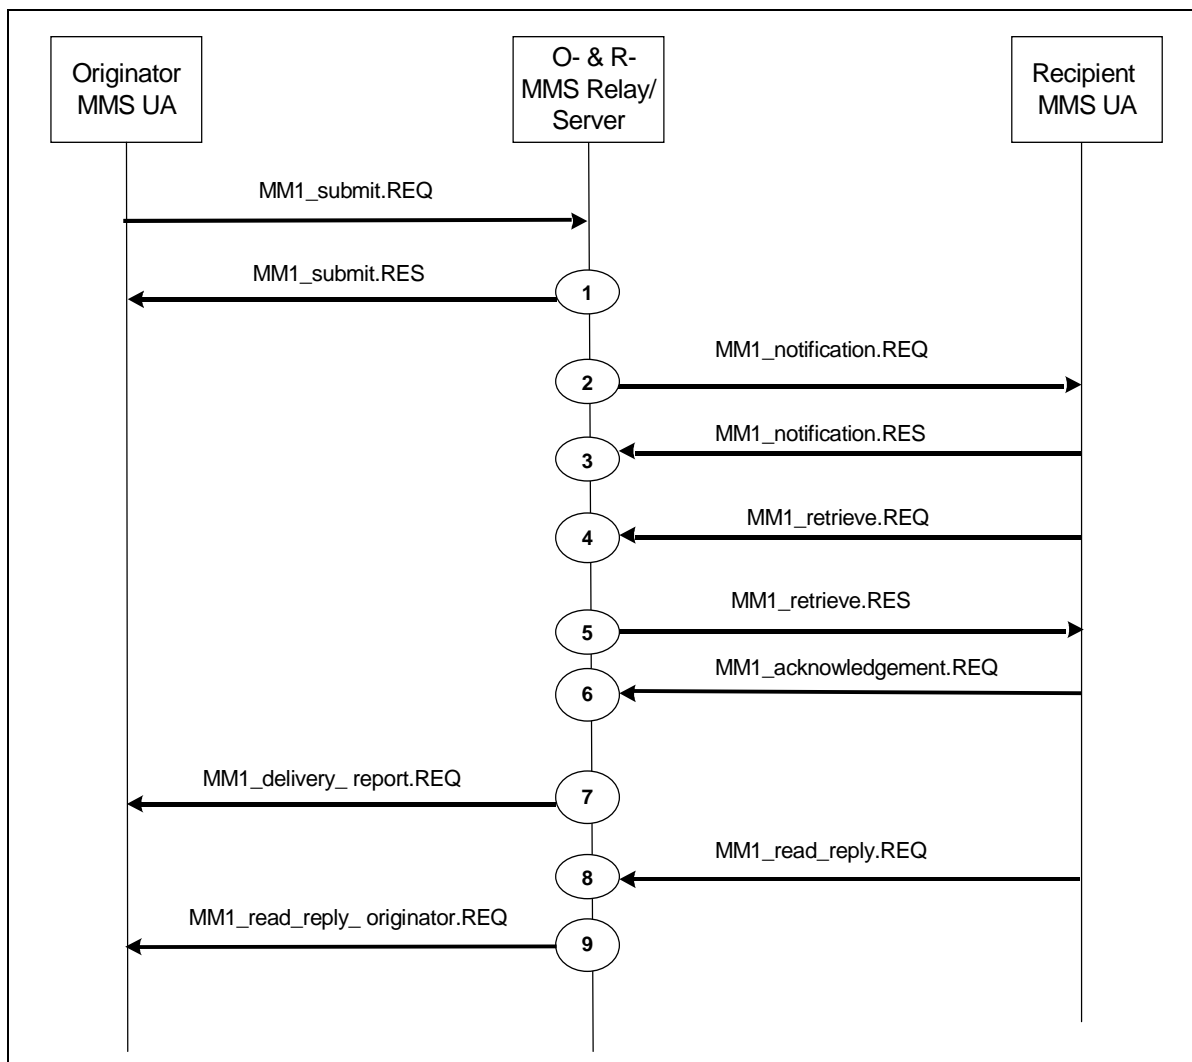 Originator
MMS UA
O- & R-
MMS Relay/
Server
Recipient
MMS UA
MM1_submit.REQ
MM1_submit.RES
1
MM1_notification.REQ
2
MM1_notification.RES
3
MM1_retrieve.REQ
4
MM1_retrieve.RES
5
MM1_acknowledgement.REQ
6
MM1_delivery_ report.REQ
7
MM1_read_reply.REQ
8
MM1_read_reply_ originator.REQ
9